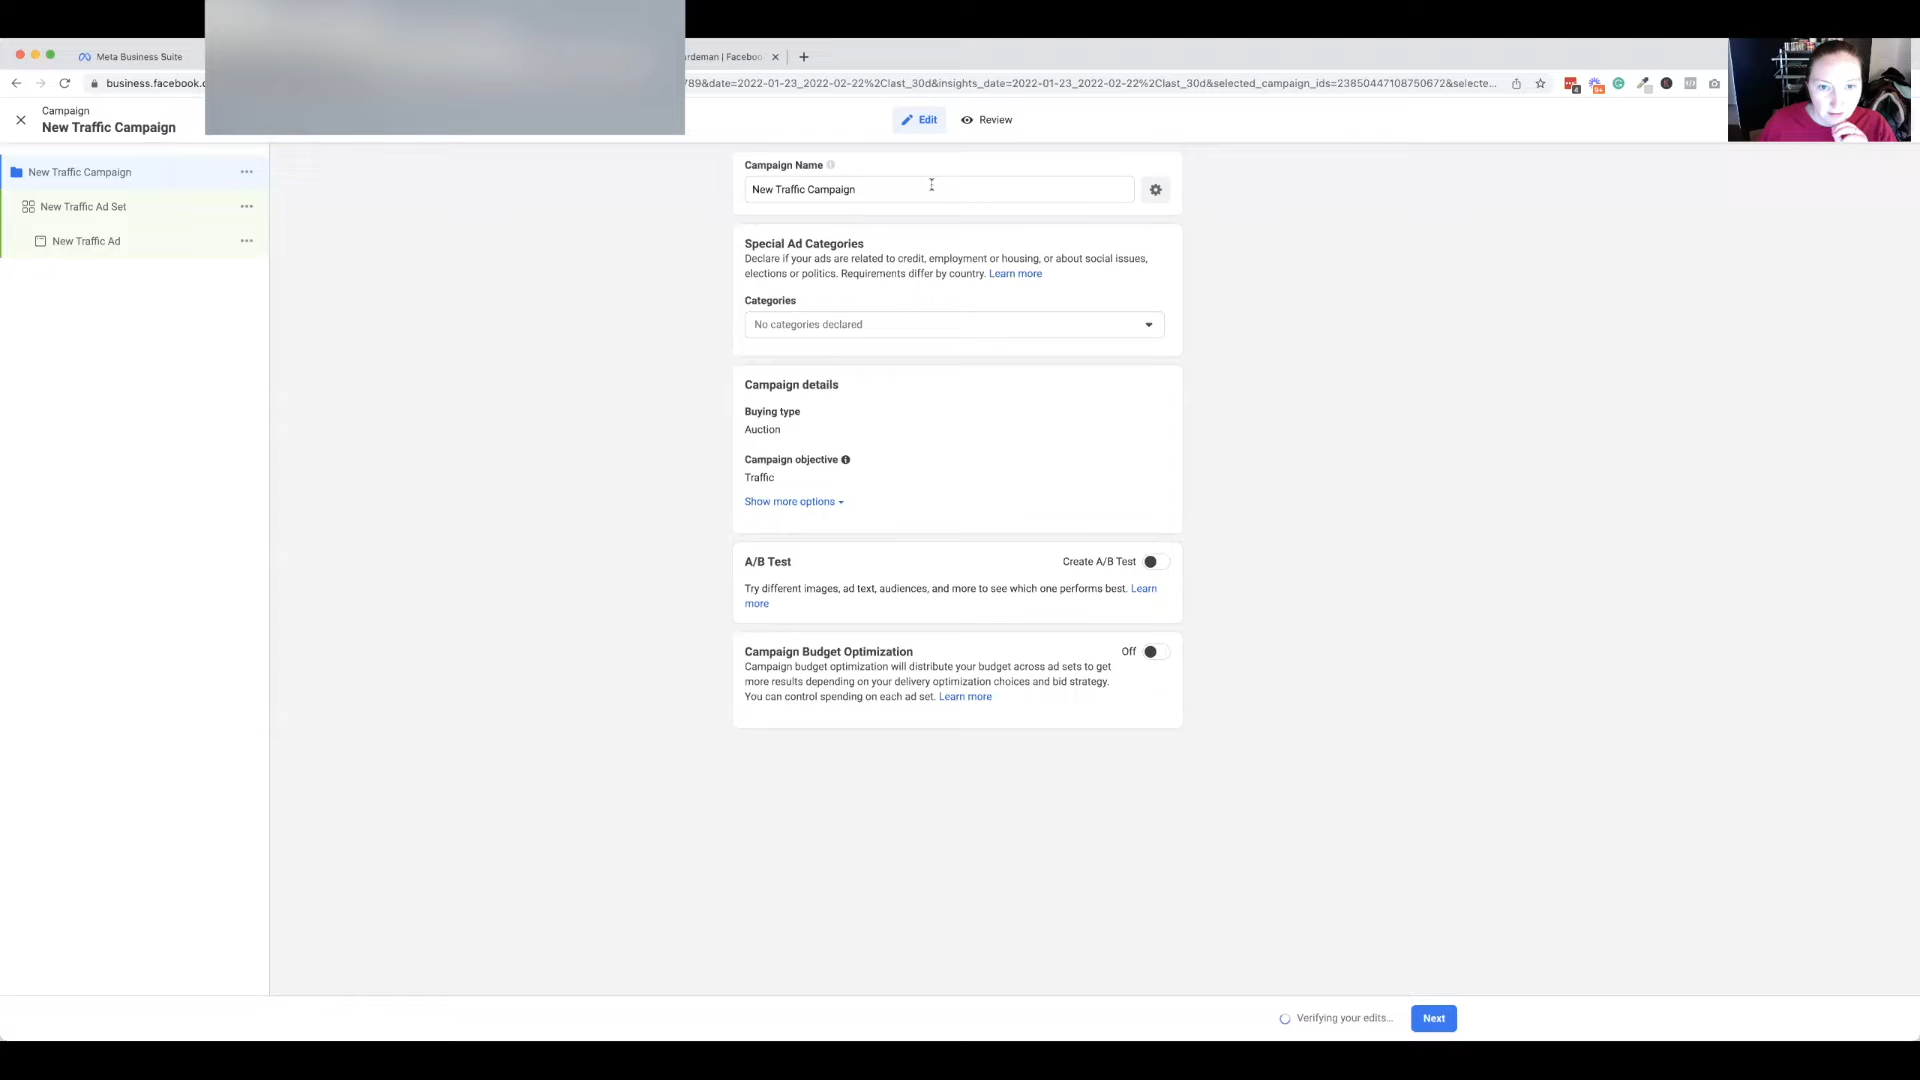 Meta Business Suite
rdeman | Faceboo
business.facebook.c
789&date=2022-01-23_2022-02-22%2Clast_30d&insights_date=2022-01-23_2022-02-22%2Clast_30d&selected_campaign_ids=23850447108750672&selecte...
Campaign
New Traffic Campaign
Edit
Review
New Traffic Campaign
New Traffic Ad Set
New Traffic Ad
Campaign Name
New Traffic Campaign
Special Ad Categories
Declare if your ads are related to credit, employment or housing, or about social issues,
elections or politics. Requirements differ by country. Learn more
Categories
No categories declared
Campaign details
Buying type
Auction
Campaign objective
Traffic
Show more options
A/B Test
Create A/B Test
Try different images, ad text, audiences, and more to see which one performs best. Learn
more
Campaign Budget Optimization
Off
Campaign budget optimization will distribute your budget across ad sets to get
more results depending on your delivery optimization choices and bid strategy.
You can control spending on each ad set. Learn more
Verifying your edits...
Next